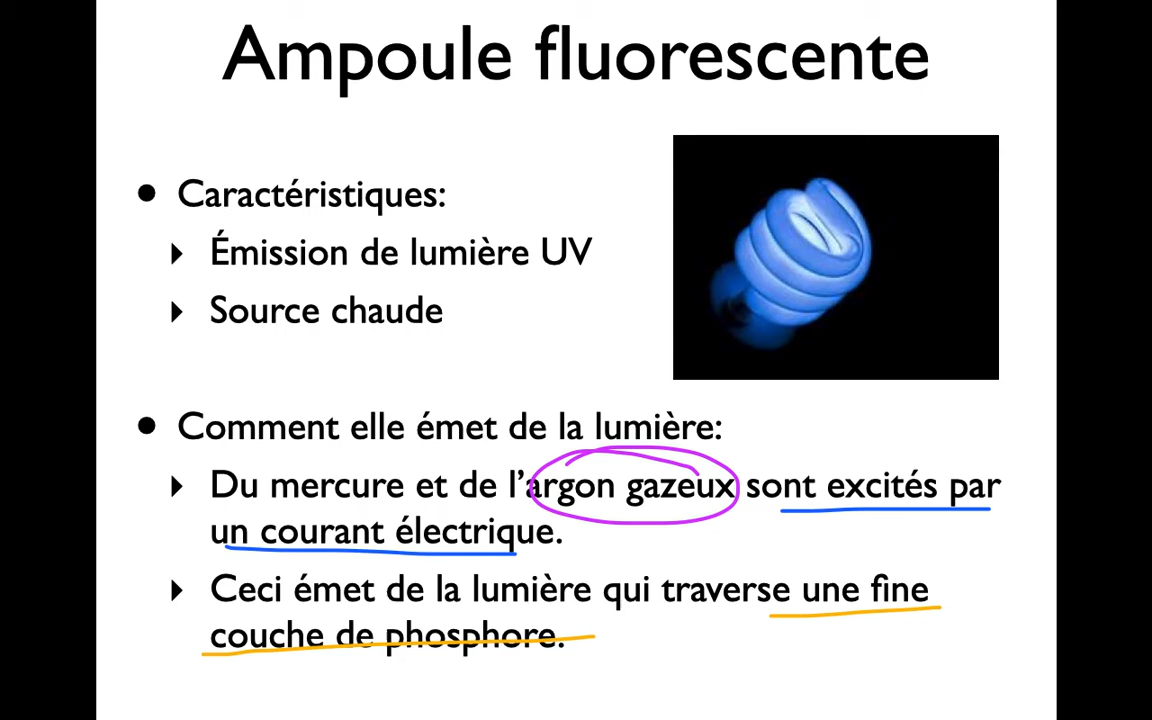 Ampoule fluorescente
• Caractéristiques:
‣ Émission de lumière UV
‣ Source chaude
• Comment elle émet de la lumière:
‣ Du mercure et de l’argon gazeux sont excités par
un courant électrique.
‣ Ceci émet de la lumière qui traverse une fine
couche de phosphore.